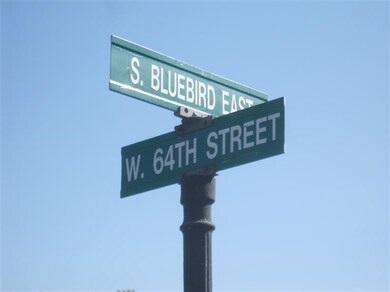 S. BLUEBIRD EAST
W. 64TH STREET